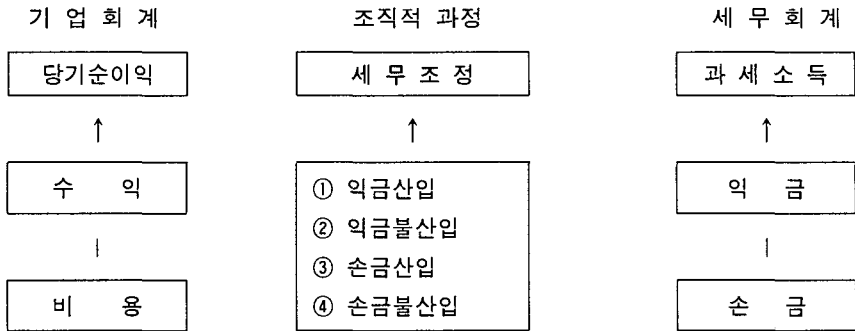 기 업 회 계 조직적 과정 세 무 회 계
당기순이익 세 무 조 정 과 세 소 득
↑ ↑ ↑
수 익 ① 익금산입 익 금
② 익금불산입
③ 손금산입
비 용 ④ 손금불산입 손 금